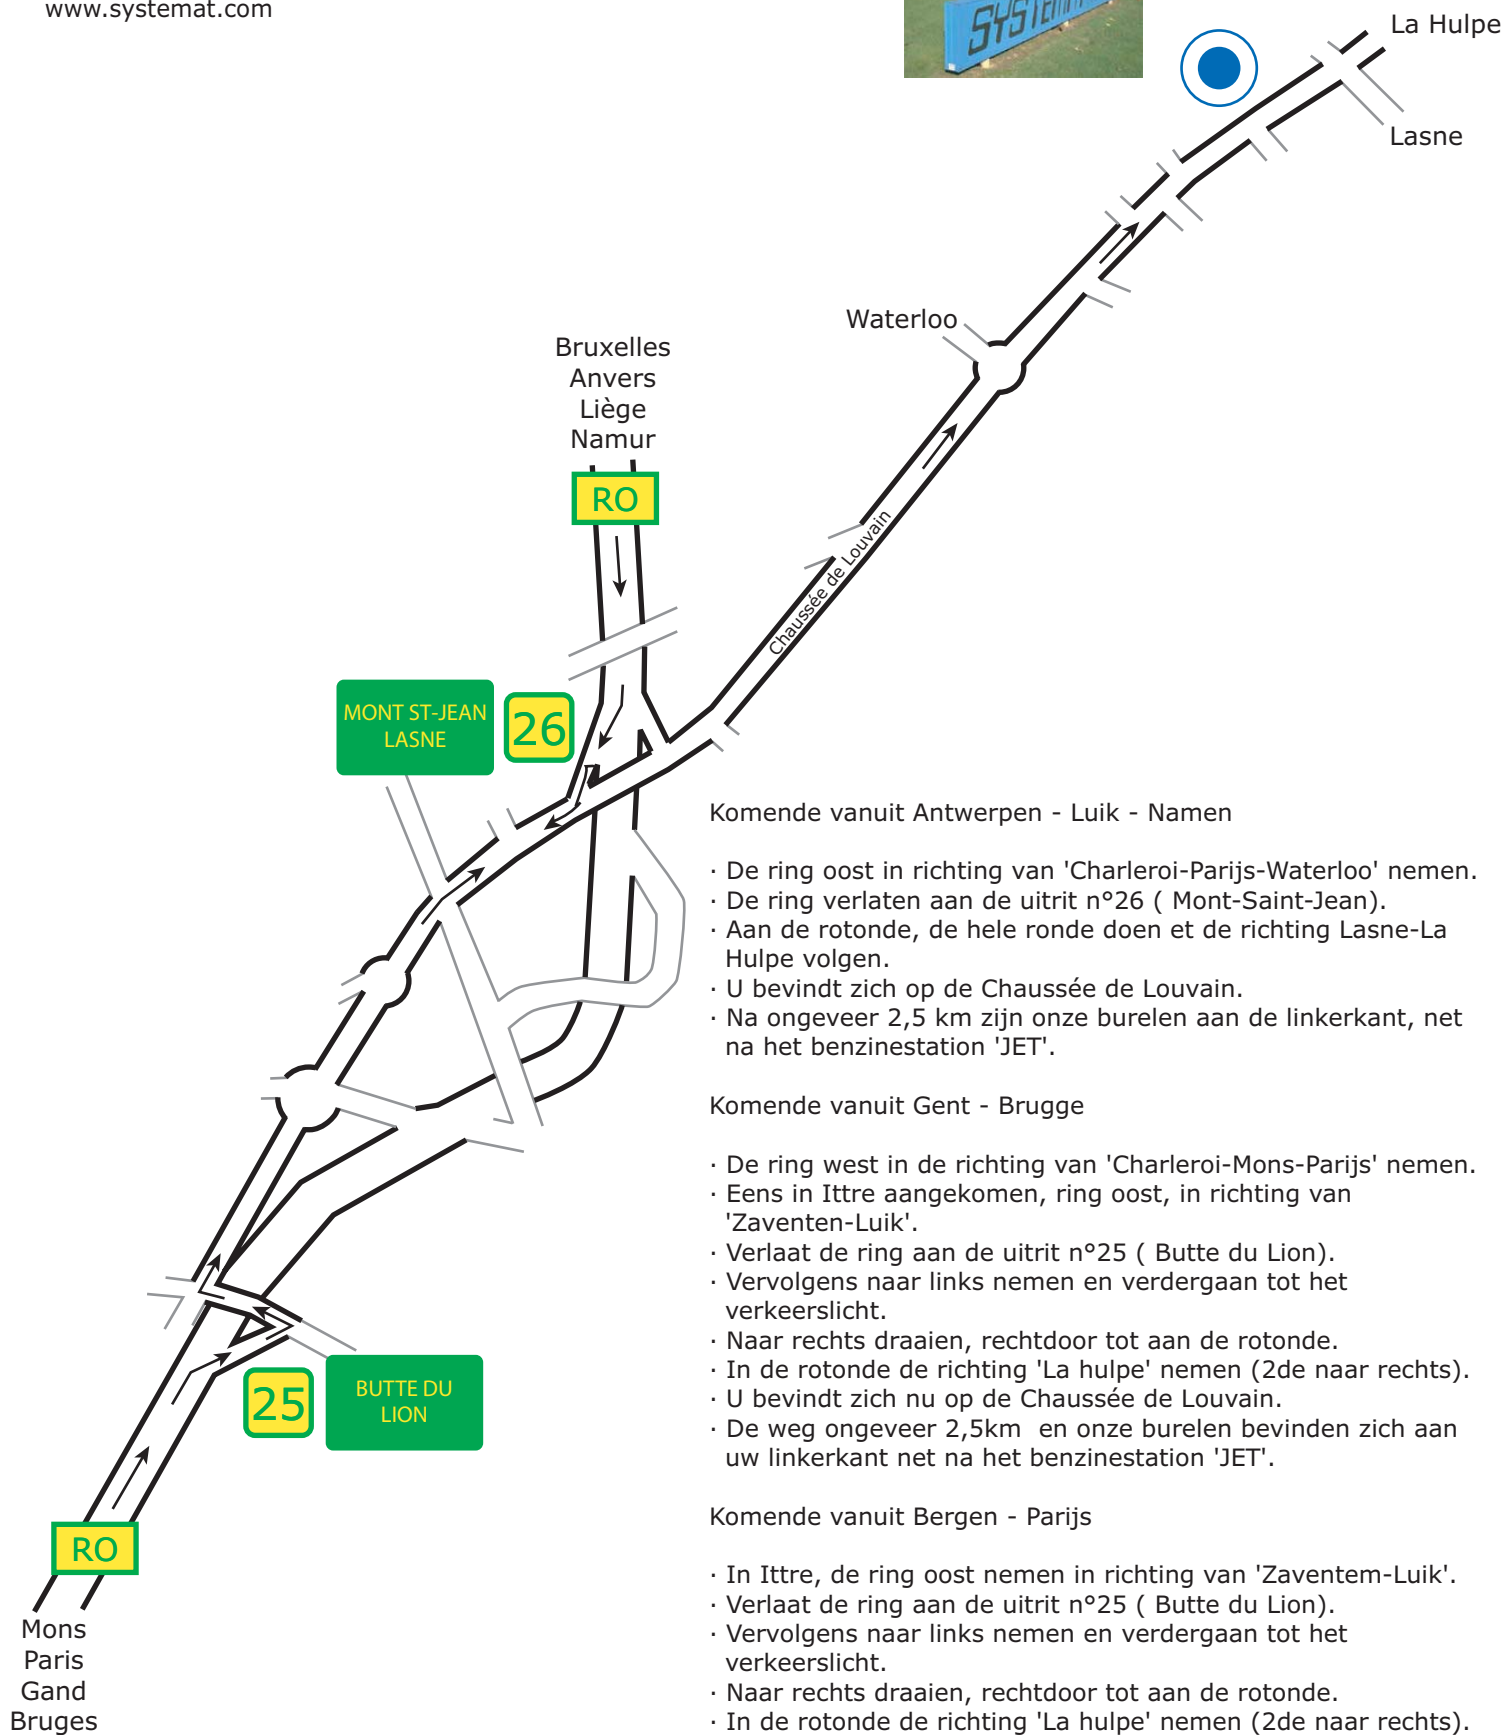 www.systemat.com
SYSTEM
La Hulpe
Lasne
Waterloo
Bruxelles
Anvers
Liège
Namur
RO
Chaussée de Louvain
MONT ST-JEAN
LASNE
26
Komende vanuit Antwerpen - Luik - Namen
· De ring oost in richting van 'Charleroi-Parijs-Waterloo' nemen.
· De ring verlaten aan de uitrit n°26 ( Mont-Saint-Jean).
· Aan de rotonde, de hele ronde doen et de richting Lasne-La
Hulpe volgen.
· U bevindt zich op de Chaussée de Louvain.
· Na ongeveer 2,5 km zijn onze burelen aan de linkerkant, net
na het benzinestation 'JET'.
Komende vanuit Gent - Brugge
· De ring west in de richting van 'Charleroi-Mons-Parijs' nemen.
· Eens in Ittre aangekomen, ring oost, in richting van
'Zaventen-Luik'.
· Verlaat de ring aan de uitrit n°25 ( Butte du Lion).
· Vervolgens naar links nemen en verdergaan tot het
verkeerslicht.
· Naar rechts draaien, rechtdoor tot aan de rotonde.
· In de rotonde de richting 'La hulpe' nemen (2de naar rechts).
· U bevindt zich nu op de Chaussée de Louvain.
· De weg ongeveer 2,5km  en onze burelen bevinden zich aan
uw linkerkant net na het benzinestation 'JET'.
Komende vanuit Bergen - Parijs
· In Ittre, de ring oost nemen in richting van 'Zaventem-Luik'.
· Verlaat de ring aan de uitrit n°25 ( Butte du Lion).
· Vervolgens naar links nemen en verdergaan tot het
verkeerslicht.
· Naar rechts draaien, rechtdoor tot aan de rotonde.
· In de rotonde de richting 'La hulpe' nemen (2de naar rechts).
25
BUTTE DU
LION
RO
Mons
Paris
Gand
Bruges